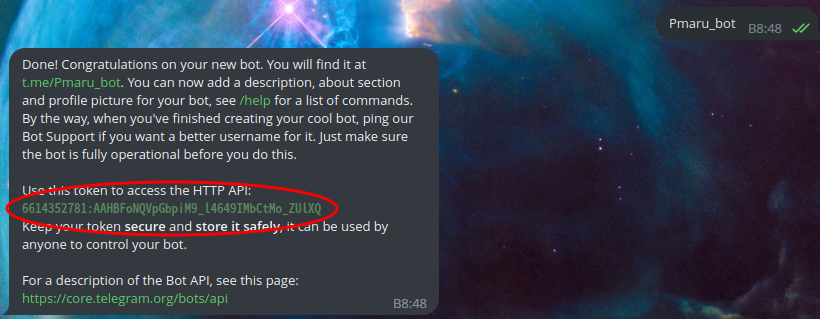 Pmaru_bot
B8:48
Done! Congratulations on your new bot. You will find it at
t.me/Pmaru_bot. You can now add a description, about section
and profile picture for your bot, see /help for a list of commands.
By the way, when you've finished creating your cool bot, ping our
Bot Support if you want a better username for it. Just make sure
the bot is fully operational before you do this.
Use this token to access the HTTP API:
6614352781:AAHBFoNQVpGbpiM9_l4649IMbCtMo_ZUlXQ
Keep your token secure and store it safely, it can be used by
anyone to control your bot.
For a description of the Bot API, see this page:
https://core.telegram.org/bots/api
B8:48